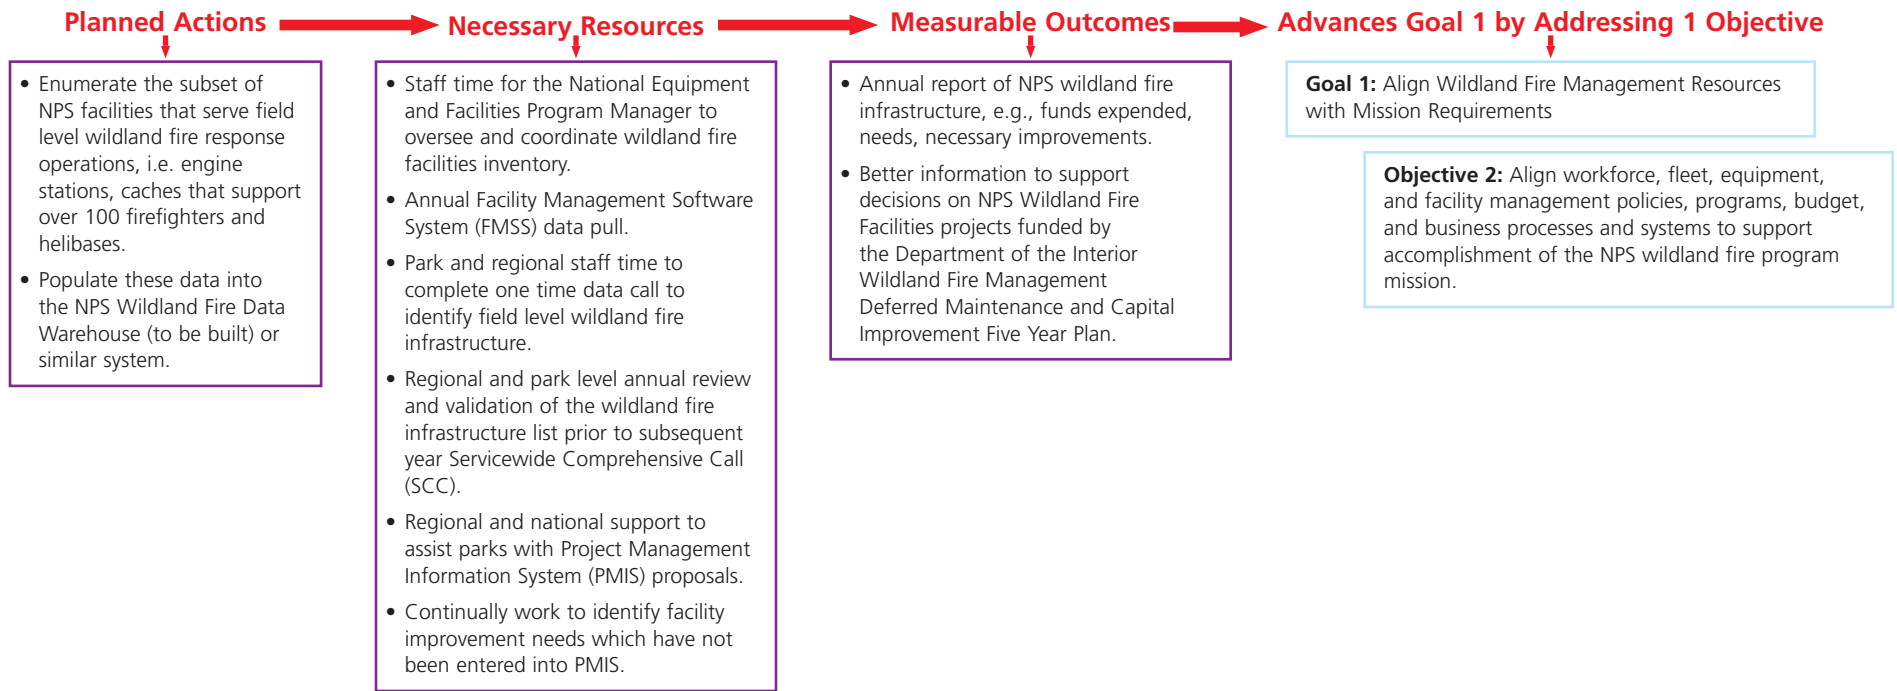 Planned Actions
Necessary Resources
Measurable Outcomes
Advances Goal 1 by Addressing 1 Objective
• Enumerate the subset of
NPS facilities that serve field
level wildland fire response
operations, i.e. engine
stations, caches that support
over 100 firefighters and
helibases.
• Populate these data into
the NPS Wildland Fire Data
Warehouse (to be built) or
similar system.
• Staff time for the National Equipment
and Facilities Program Manager to
oversee and coordinate wildland fire
facilities inventory.
• Annual Facility Management Software
System (FMSS) data pull.
• Park and regional staff time to
complete one time data call to
identify field level wildland fire
infrastructure.
• Regional and park level annual review
and validation of the wildland fire
infrastructure list prior to subsequent
year Servicewide Comprehensive Call
(SCC).
• Regional and national support to
assist parks with Project Management
Information System (PMIS) proposals.
• Continually work to identify facility
improvement needs which have not
been entered into PMIS.
• Annual report of NPS wildland fire
infrastructure, e.g., funds expended,
needs, necessary improvements.
• Better information to support
decisions on NPS Wildland Fire
Facilities projects funded by
the Department of the Interior
Wildland Fire Management
Deferred Maintenance and Capital
Improvement Five Year Plan.
Goal 1: Align Wildland Fire Management Resources
with Mission Requirements
Objective 2: Align workforce, fleet, equipment,
and facility management policies, programs, budget,
and business processes and systems to support
accomplishment of the NPS wildland fire program
mission.